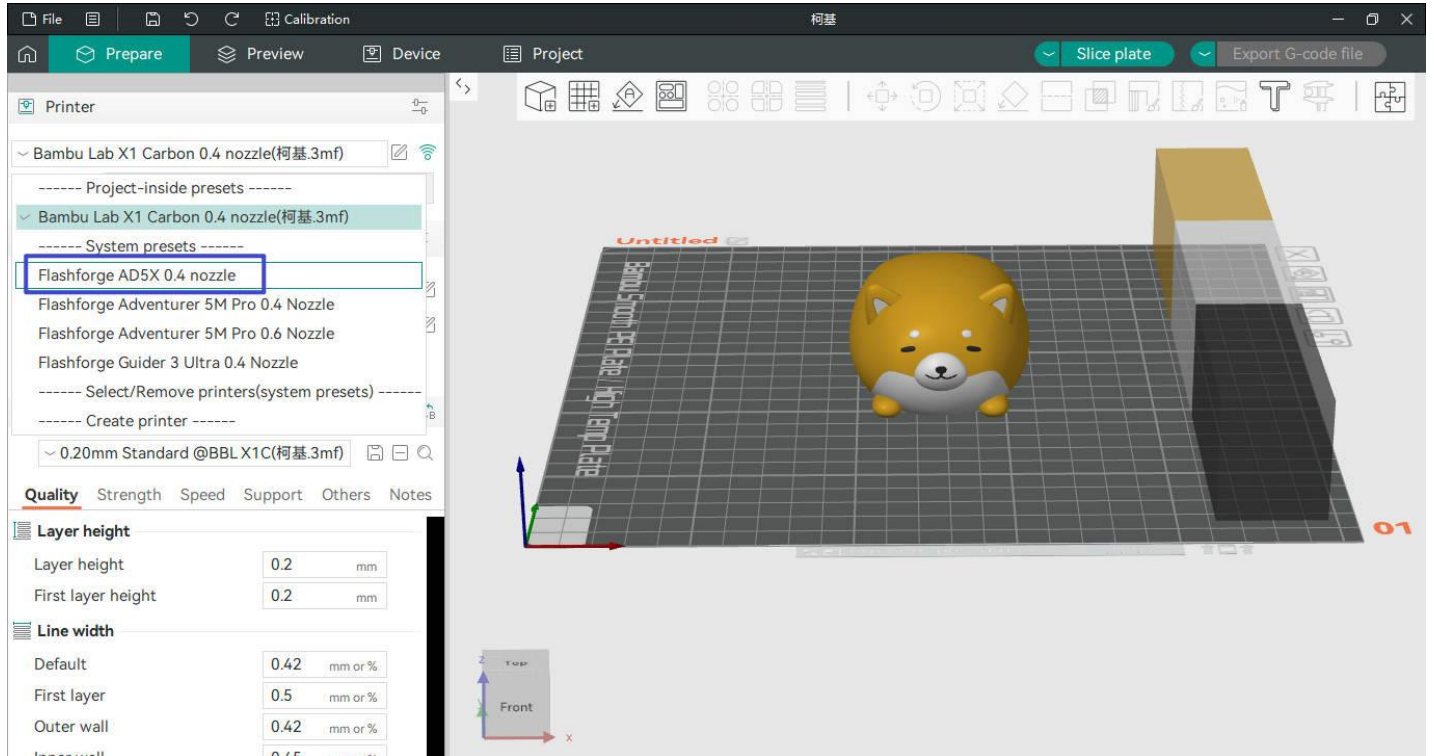 File Calibration 柯基
Prepare Preview Device Project Slice plate Export G-code file
Printer
Bambu Lab X1 Carbon 0.4 nozzle(柯基.3mf)
------ Project-inside presets ------
Bambu Lab X1 Carbon 0.4 nozzle(柯基.3mf)
------ System presets ------
Flashforge AD5X 0.4 nozzle
Flashforge Adventurer 5M Pro 0.4 Nozzle
Flashforge Adventurer 5M Pro 0.6 Nozzle
Flashforge Guider 3 Ultra 0.4 Nozzle
------ Select/Remove printers(system presets) ------
------ Create printer ------
0.20mm Standard @BBL X1C(柯基.3mf)
Quality Strength Speed Support Others Notes
Layer height
Layer height 0.2 mm
First layer height 0.2 mm
Line width
Default 0.42 mm or %
First layer 0.5 mm or %
Outer wall 0.42 mm or %
Untitled
Bambu Smooth PEI Plate / High Temp Plate
01
z Top
Front
x